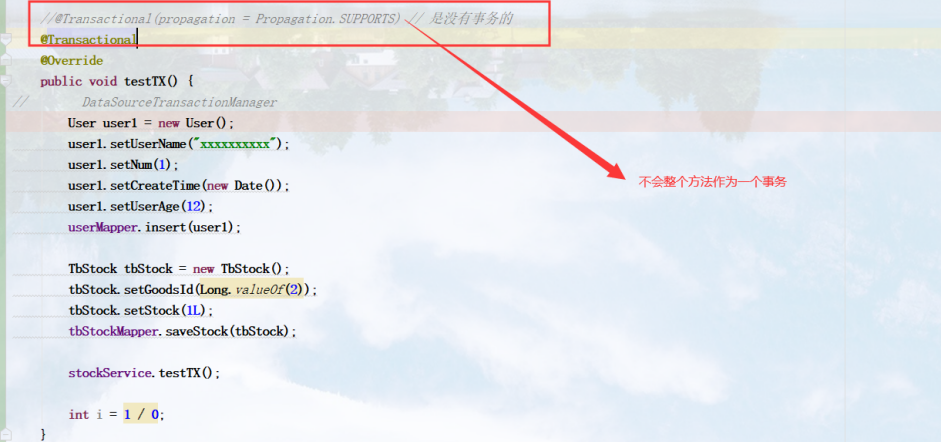 //@Transactional(propagation = Propagation.SUPPORTS) // 是没有事务的
@Transactional
@Override
public void testTX() {
// DataSourceTransactionManager
User user1 = new User();
user1.setUserName("xxxxxxxxxx");
user1.setNum(1);
user1.setCreateTime(new Date());
user1.setUserAge(12);
userMapper.insert(user1);
TbStock tbStock = new TbStock();
tbStock.setGoodsId(Long.valueOf(2));
tbStock.setStock(1L);
tbStockMapper.saveStock(tbStock);
stockService.testTX();
int i = 1 / 0;
}
不会整个方法作为一个事务